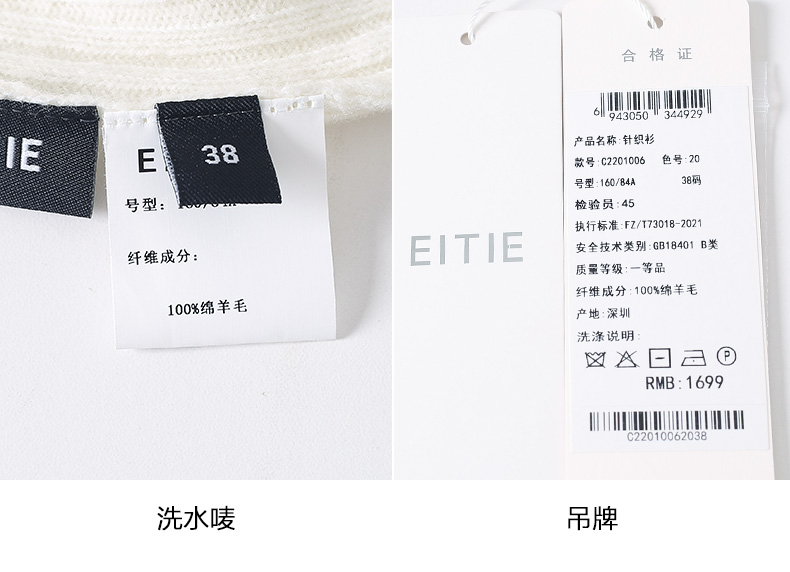 IE
38
号型:
纤维成分:
100%绵羊毛
EITIE
合格证
6 943050 344929
产品名称:针织衫
款号:C2201006 色号:20
号型:160/84A 38码
检验员:45
执行标准:FZ/T73018-2021
安全技术类别:GB18401 B类
质量等级:一等品
纤维成分:100%绵羊毛
产地:深圳
洗涤说明:
P
RMB:1699
C22010062038
洗水唛
吊牌